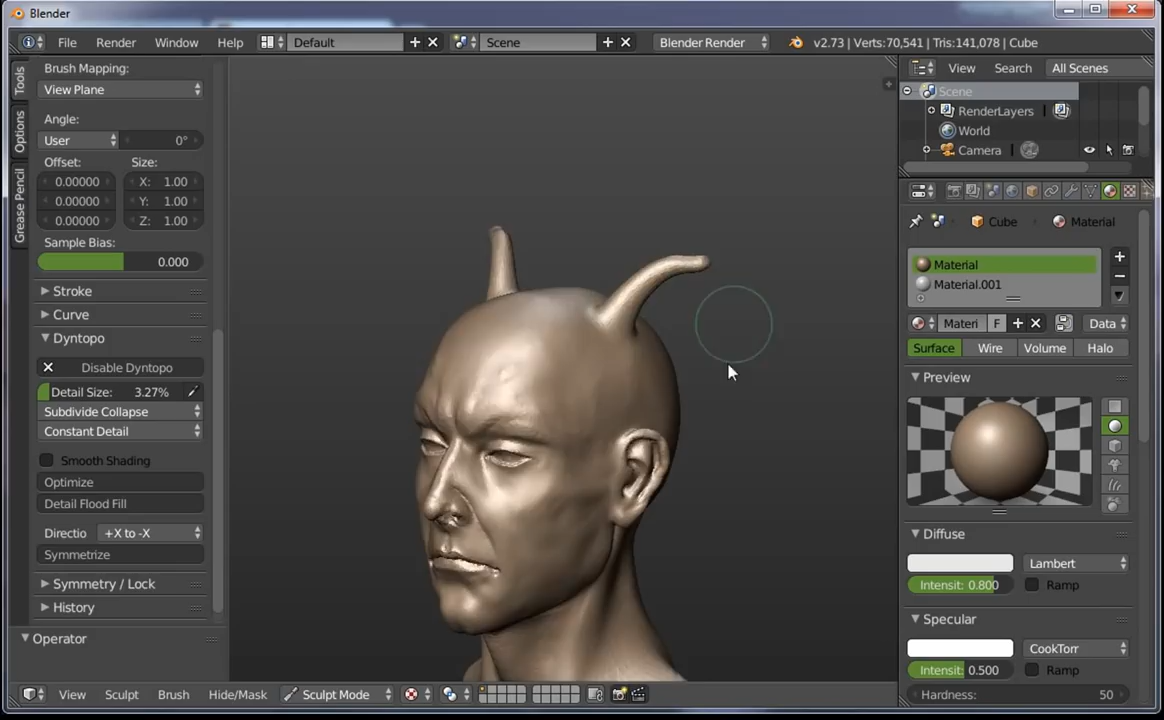 Blender
File Render Window Help Default Scene Blender Render v2.73 | Verts:70,541 | Tris:141,078 | Cube
Tools
Options
Grease Pencil
Brush Mapping:
View Plane
Angle:
User 0°
Offset: Size:
0.00000 X: 1.00
0.00000 Y: 1.00
0.00000 Z: 1.00
Sample Bias:
0.000
Stroke
Curve
Dyntopo
Disable Dyntopo
Detail Size: 3.27%
Subdivide Collapse
Constant Detail
Smooth Shading
Optimize
Detail Flood Fill
Directio +X to -X
Symmetrize
Symmetry / Lock
History
Operator
View Sculpt Brush Hide/Mask Sculpt Mode
View Search All Scenes
Scene
RenderLayers
World
Camera
Cube Material
Material
Material.001
Materi F Data
Surface Wire Volume Halo
Preview
Diffuse
Lambert
Intensit: 0.800 Ramp
Specular
CookTorr
Intensit: 0.500 Ramp
Hardness: 50